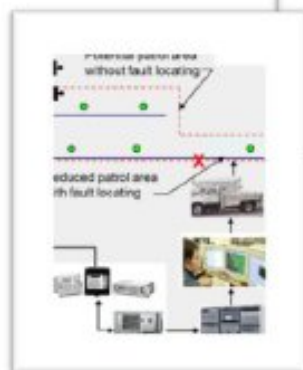 Potential patrol area
without fault locating
educed patrol area
ith fault locating